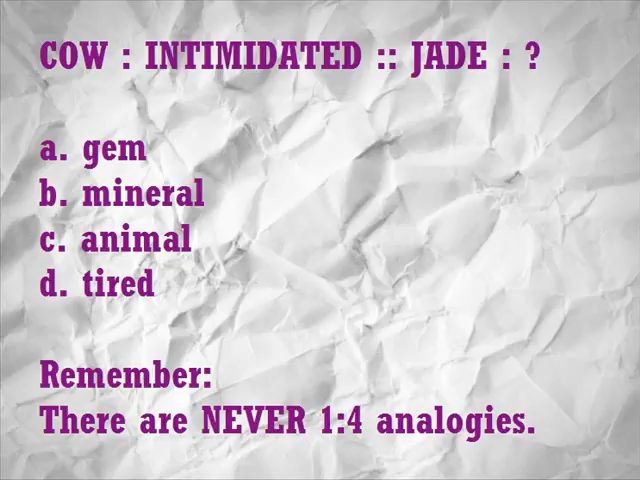 COW : INTIMIDATED :: JADE : ?
a. gem
b. mineral
c. animal
d. tired
Remember:
There are NEVER 1:4 analogies.